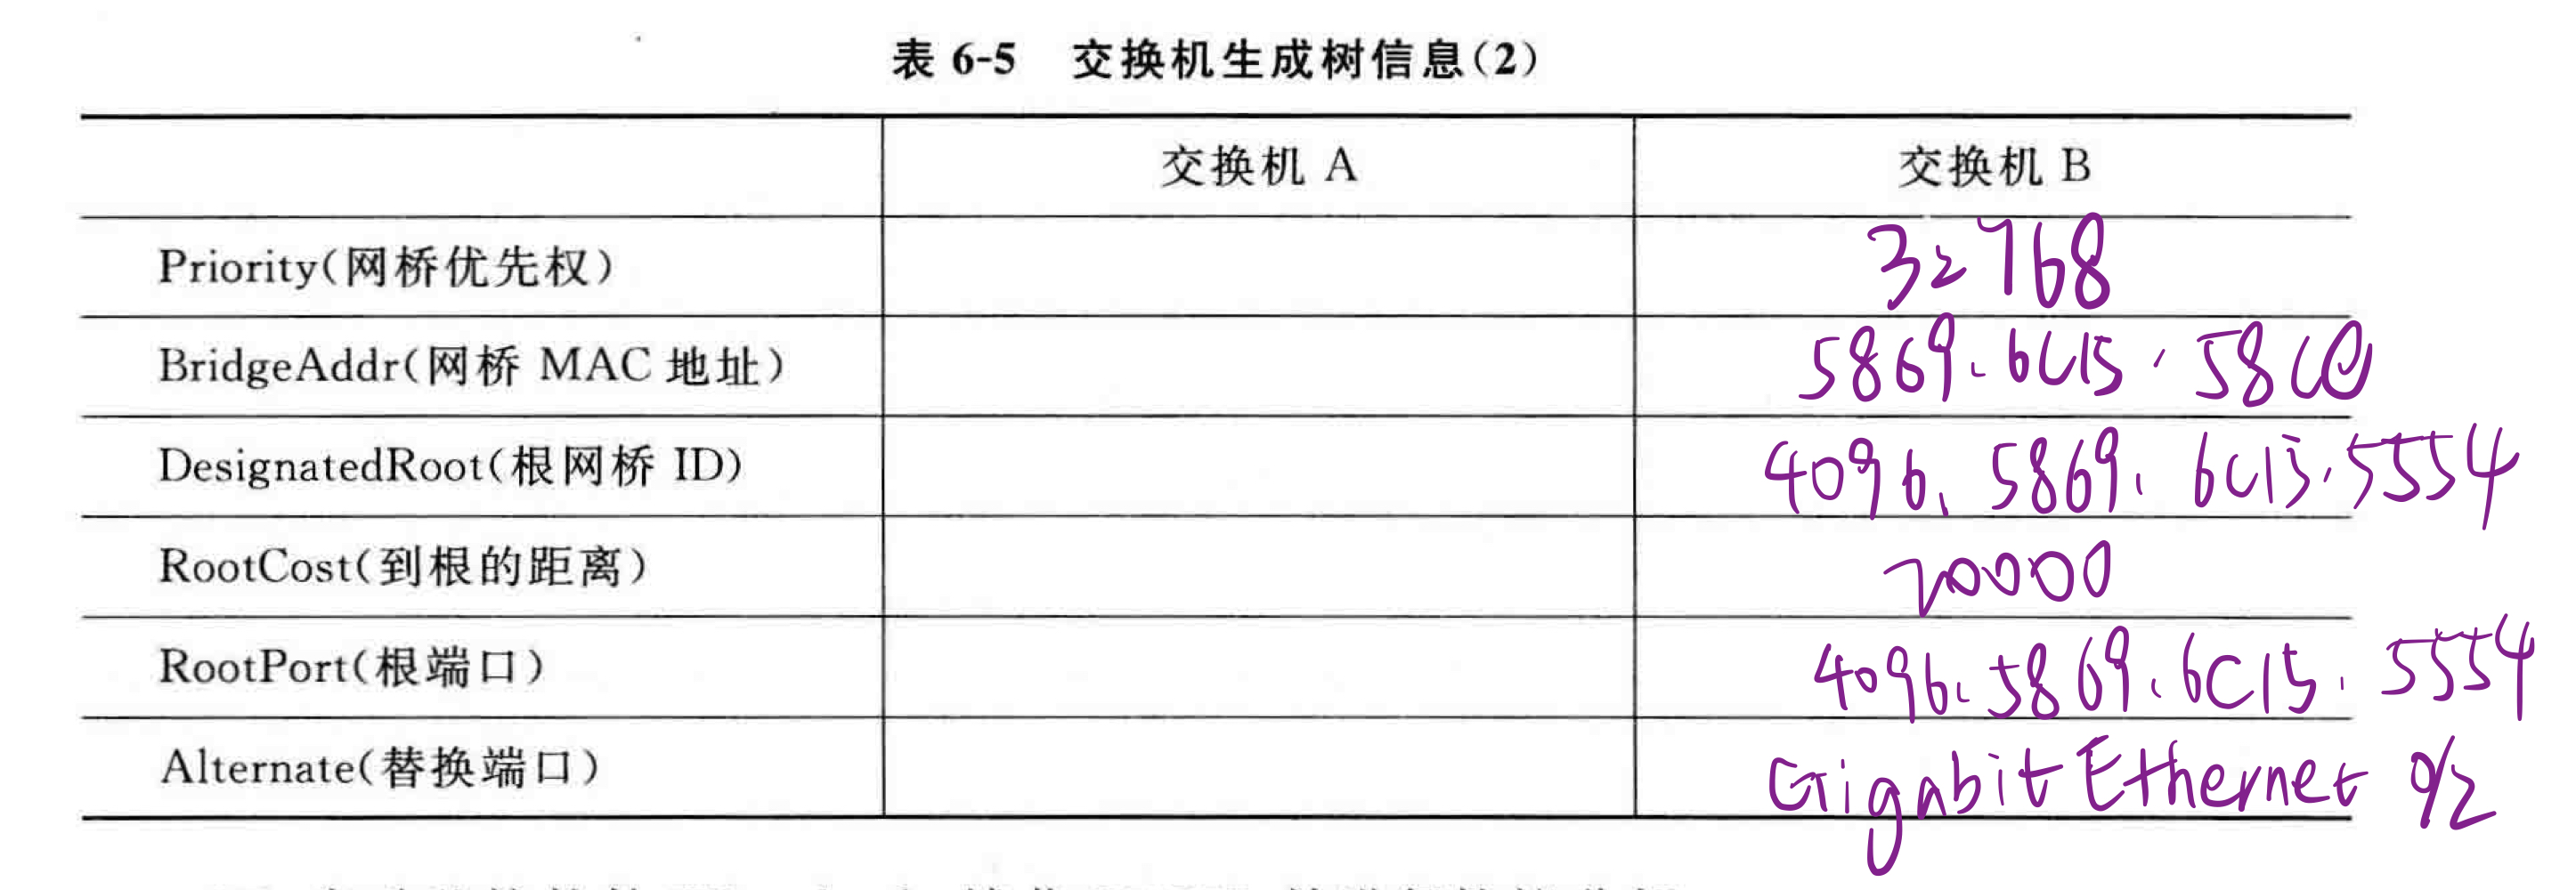 表 6-5 交换机生成树信息(2)
交换机 A 交换机 B
Priority(网桥优先权) 32768
BridgeAddr(网桥 MAC 地址) 5869.6C15.58C0
DesignatedRoot(根网桥 ID) 4096.5869.6C15.5554
RootCost(到根的距离) 20000
RootPort(根端口) 4096.5869.6C15.5554
Alternate(替换端口) GigabitEthernet 0/2